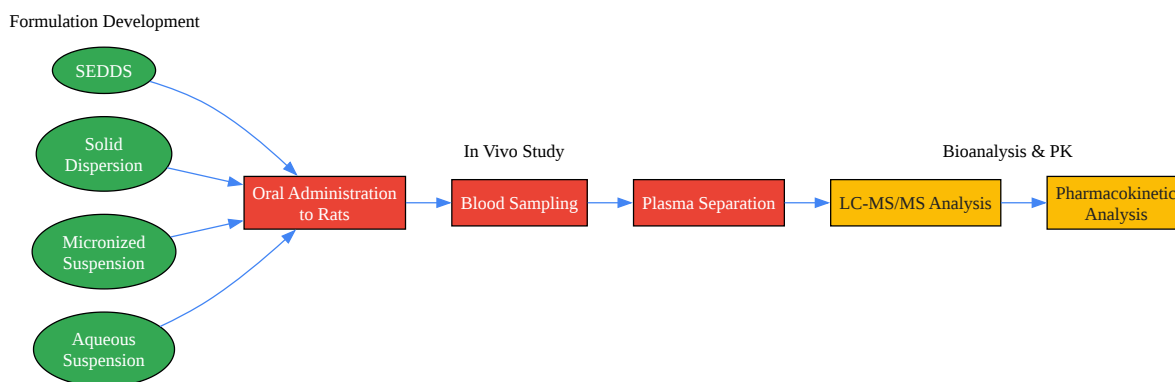 Formulation Development
SEDDS
Solid
Dispersion
Micronized
Suspension
Aqueous
Suspension
In Vivo Study
Oral Administration
to Rats
Blood Sampling
Plasma Separation
Bioanalysis & PK
LC-MS/MS Analysis
Pharmacokinetic
Analysis